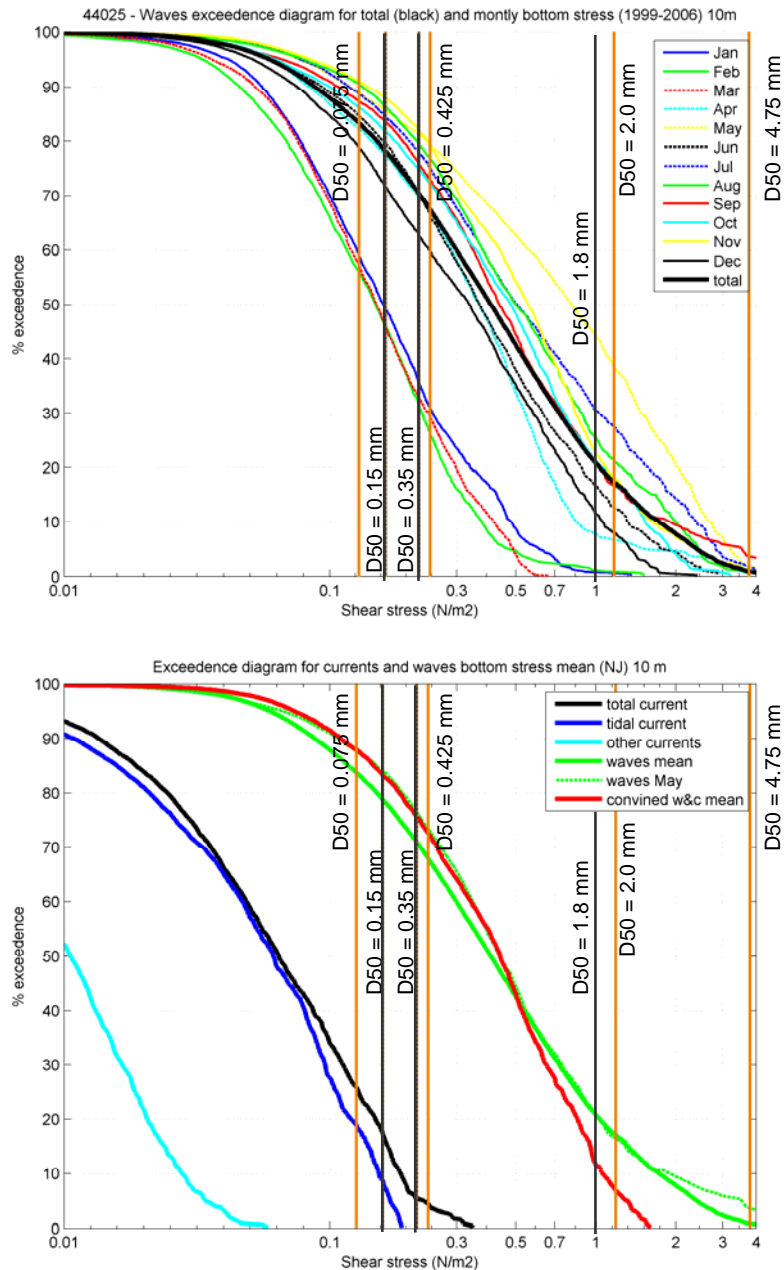 44025 - Waves exceedence diagram for total (black) and montly bottom stress (1999-2006) 10m
100
90
80
70
60
50
40
30
20
10
0
% exceedence
D50 = 0.075 mm
D50 = 0.15 mm
D50 = 0.35 mm
D50 = 0.425 mm
D50 = 1.8 mm
D50 = 2.0 mm
D50 = 4.75 mm
Jan
Feb
Mar
Apr
May
Jun
Jul
Aug
Sep
Oct
Nov
Dec
total
0.01 0.1 0.3 0.5 0.7 1 2 3 4
Shear stress (N/m2)
Exceedence diagram for currents and waves bottom stress mean (NJ) 10 m
100
90
80
70
60
50
40
30
20
10
0
% exceedence
D50 = 0.075 mm
D50 = 0.15 mm
D50 = 0.35 mm
D50 = 0.425 mm
D50 = 1.8 mm
D50 = 2.0 mm
D50 = 4.75 mm
total current
tidal current
other currents
waves mean
waves May
convined w&c mean
0.01 0.1 0.3 0.5 0.7 1 2 3 4
Shear stress (N/m2)